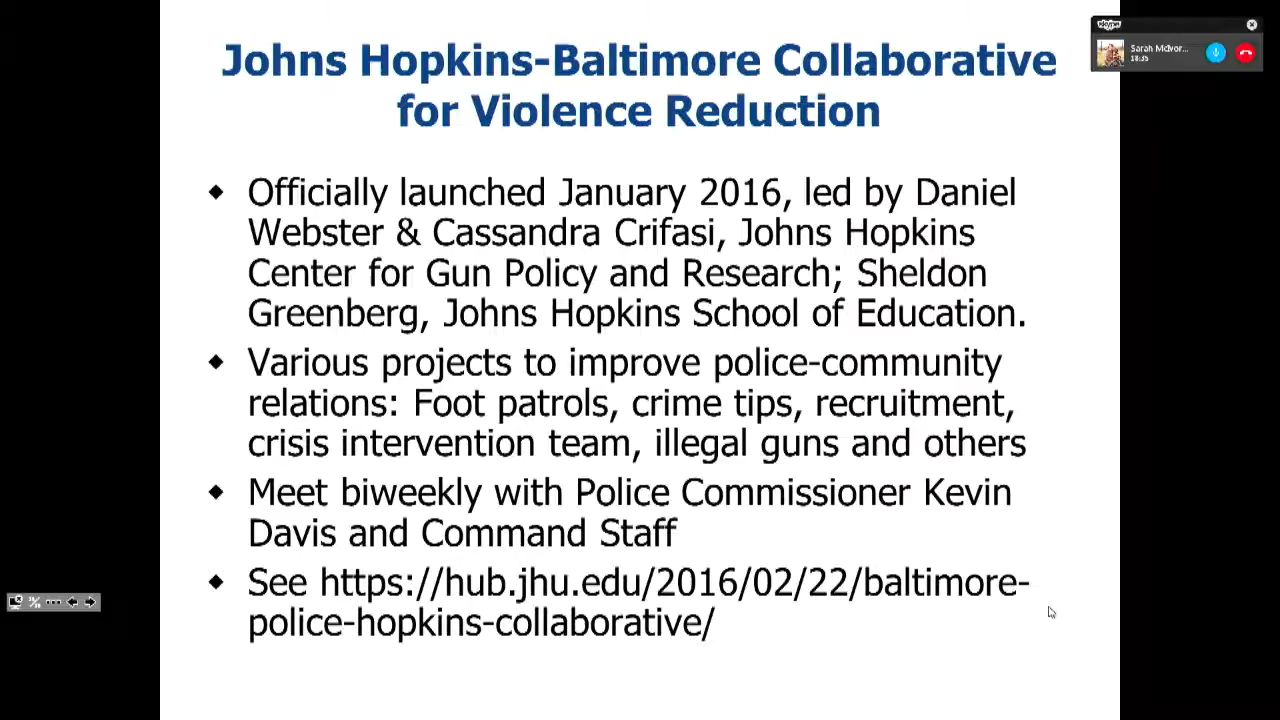 Johns Hopkins-Baltimore Collaborative
for Violence Reduction
◆ Officially launched January 2016, led by Daniel
Webster & Cassandra Crifasi, Johns Hopkins
Center for Gun Policy and Research; Sheldon
Greenberg, Johns Hopkins School of Education.
◆ Various projects to improve police-community
relations: Foot patrols, crime tips, recruitment,
crisis intervention team, illegal guns and others
◆ Meet biweekly with Police Commissioner Kevin
Davis and Command Staff
◆ See https://hub.jhu.edu/2016/02/22/baltimore-
police-hopkins-collaborative/
skype
Sarah McIvor...
18:35